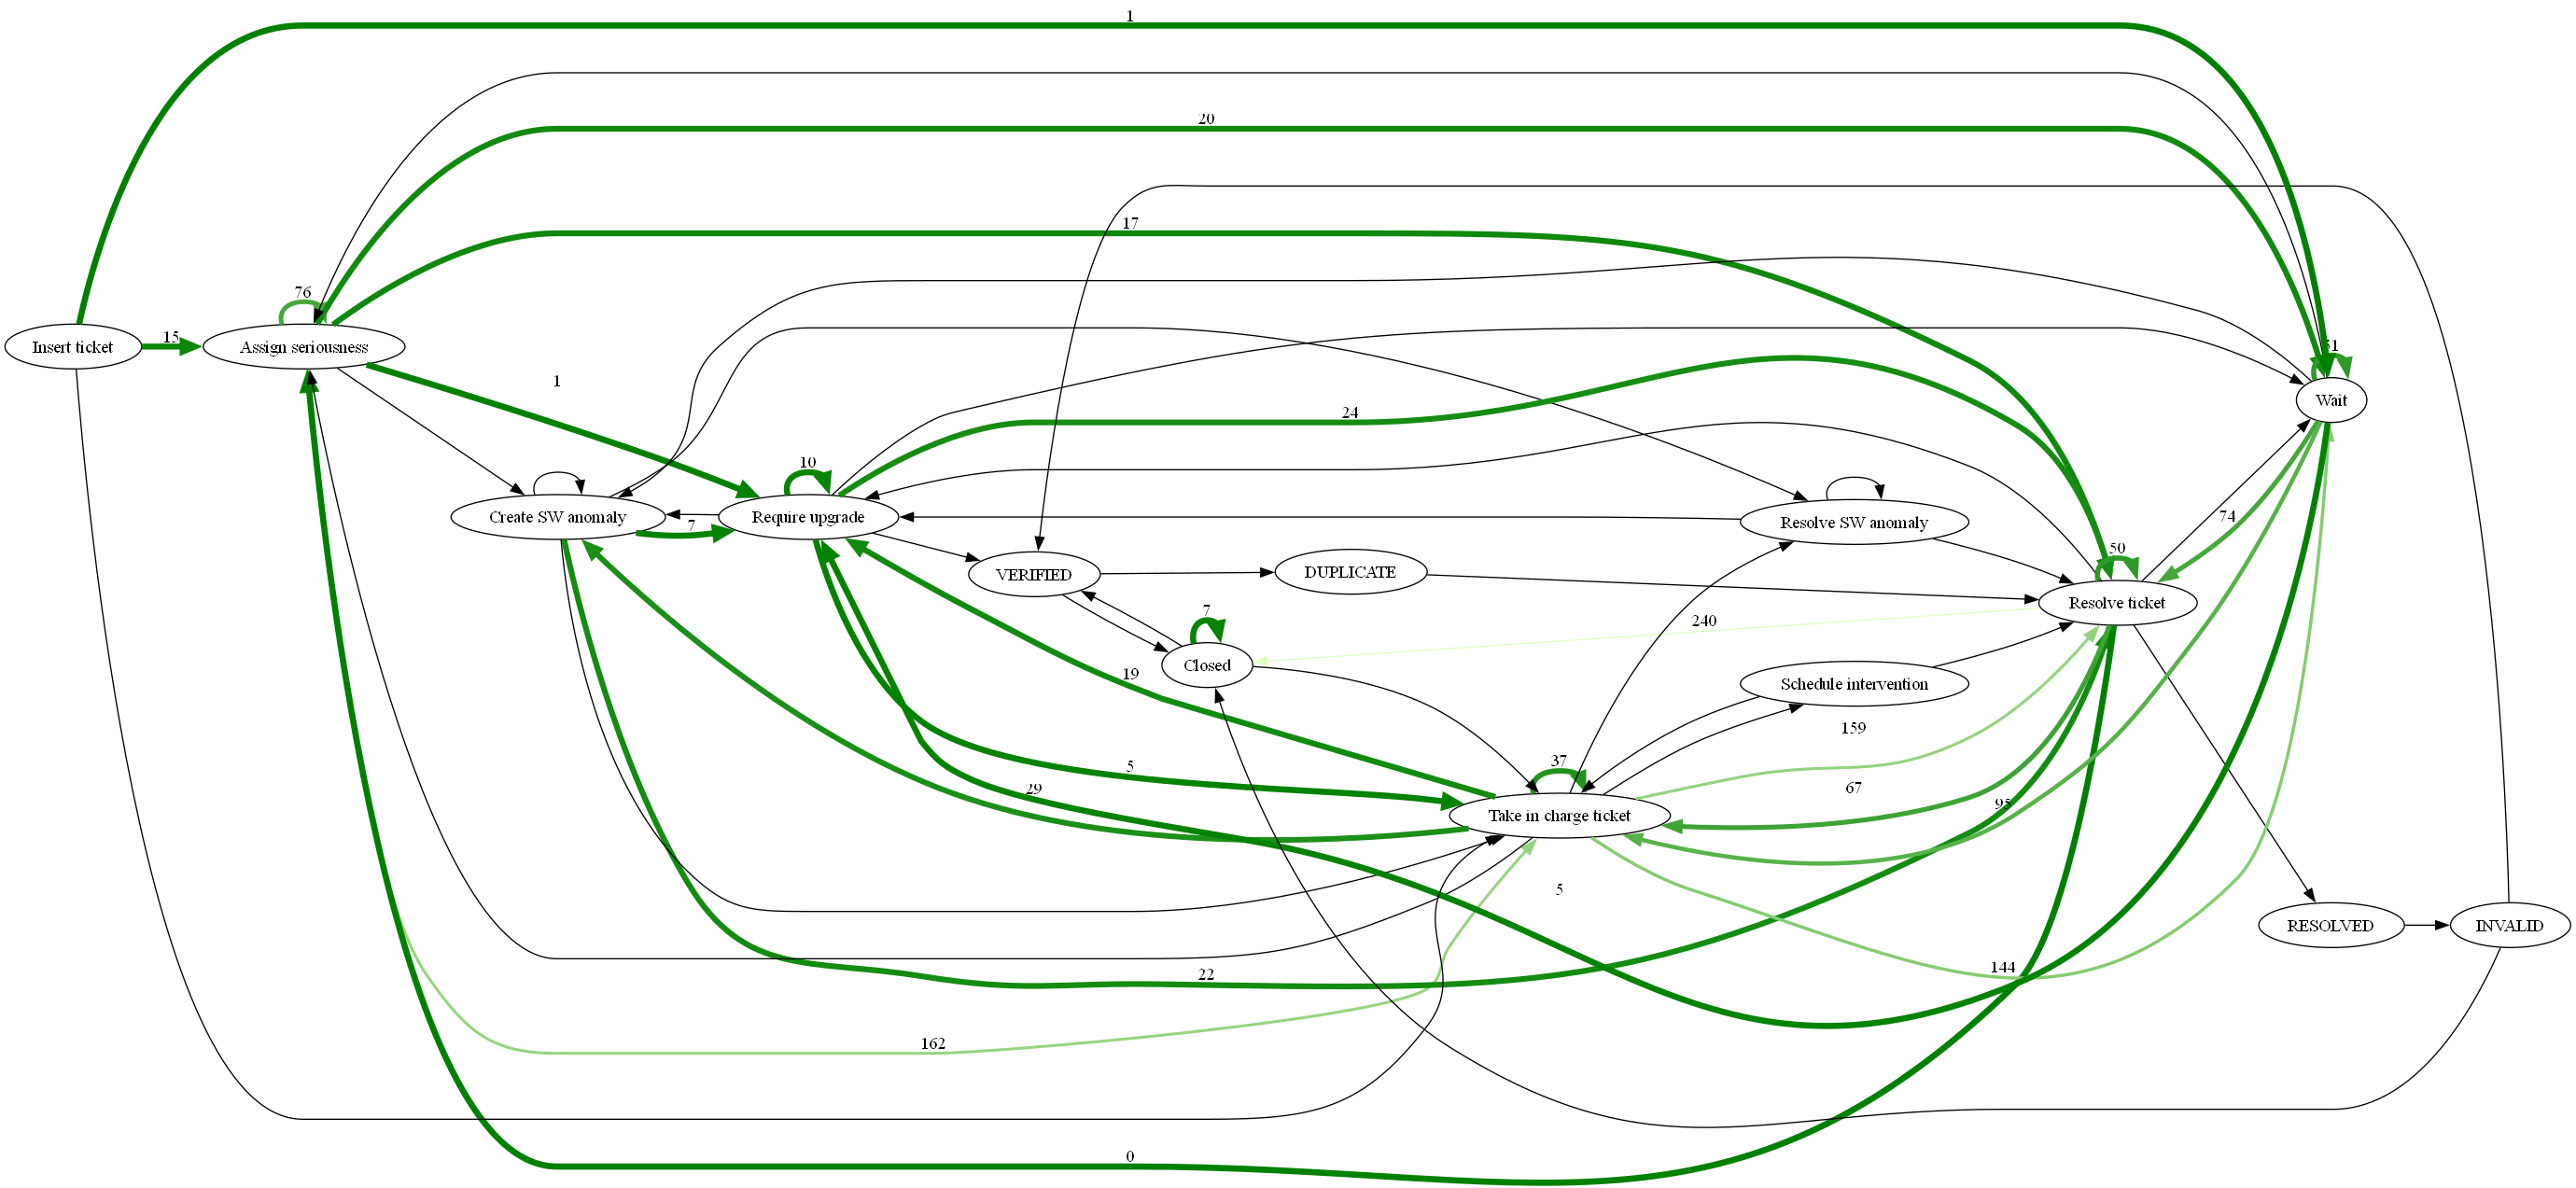 1
20
17
76
15
Insert ticket
Assign seriousness
51
Wait
1
24
10
Create SW anomaly
7
Require upgrade
Resolve SW anomaly
74
50
VERIFIED
DUPLICATE
Resolve ticket
7
240
Closed
19
Schedule intervention
159
5
37
29
67
95
Take in charge ticket
5
RESOLVED
INVALID
22
144
162
0